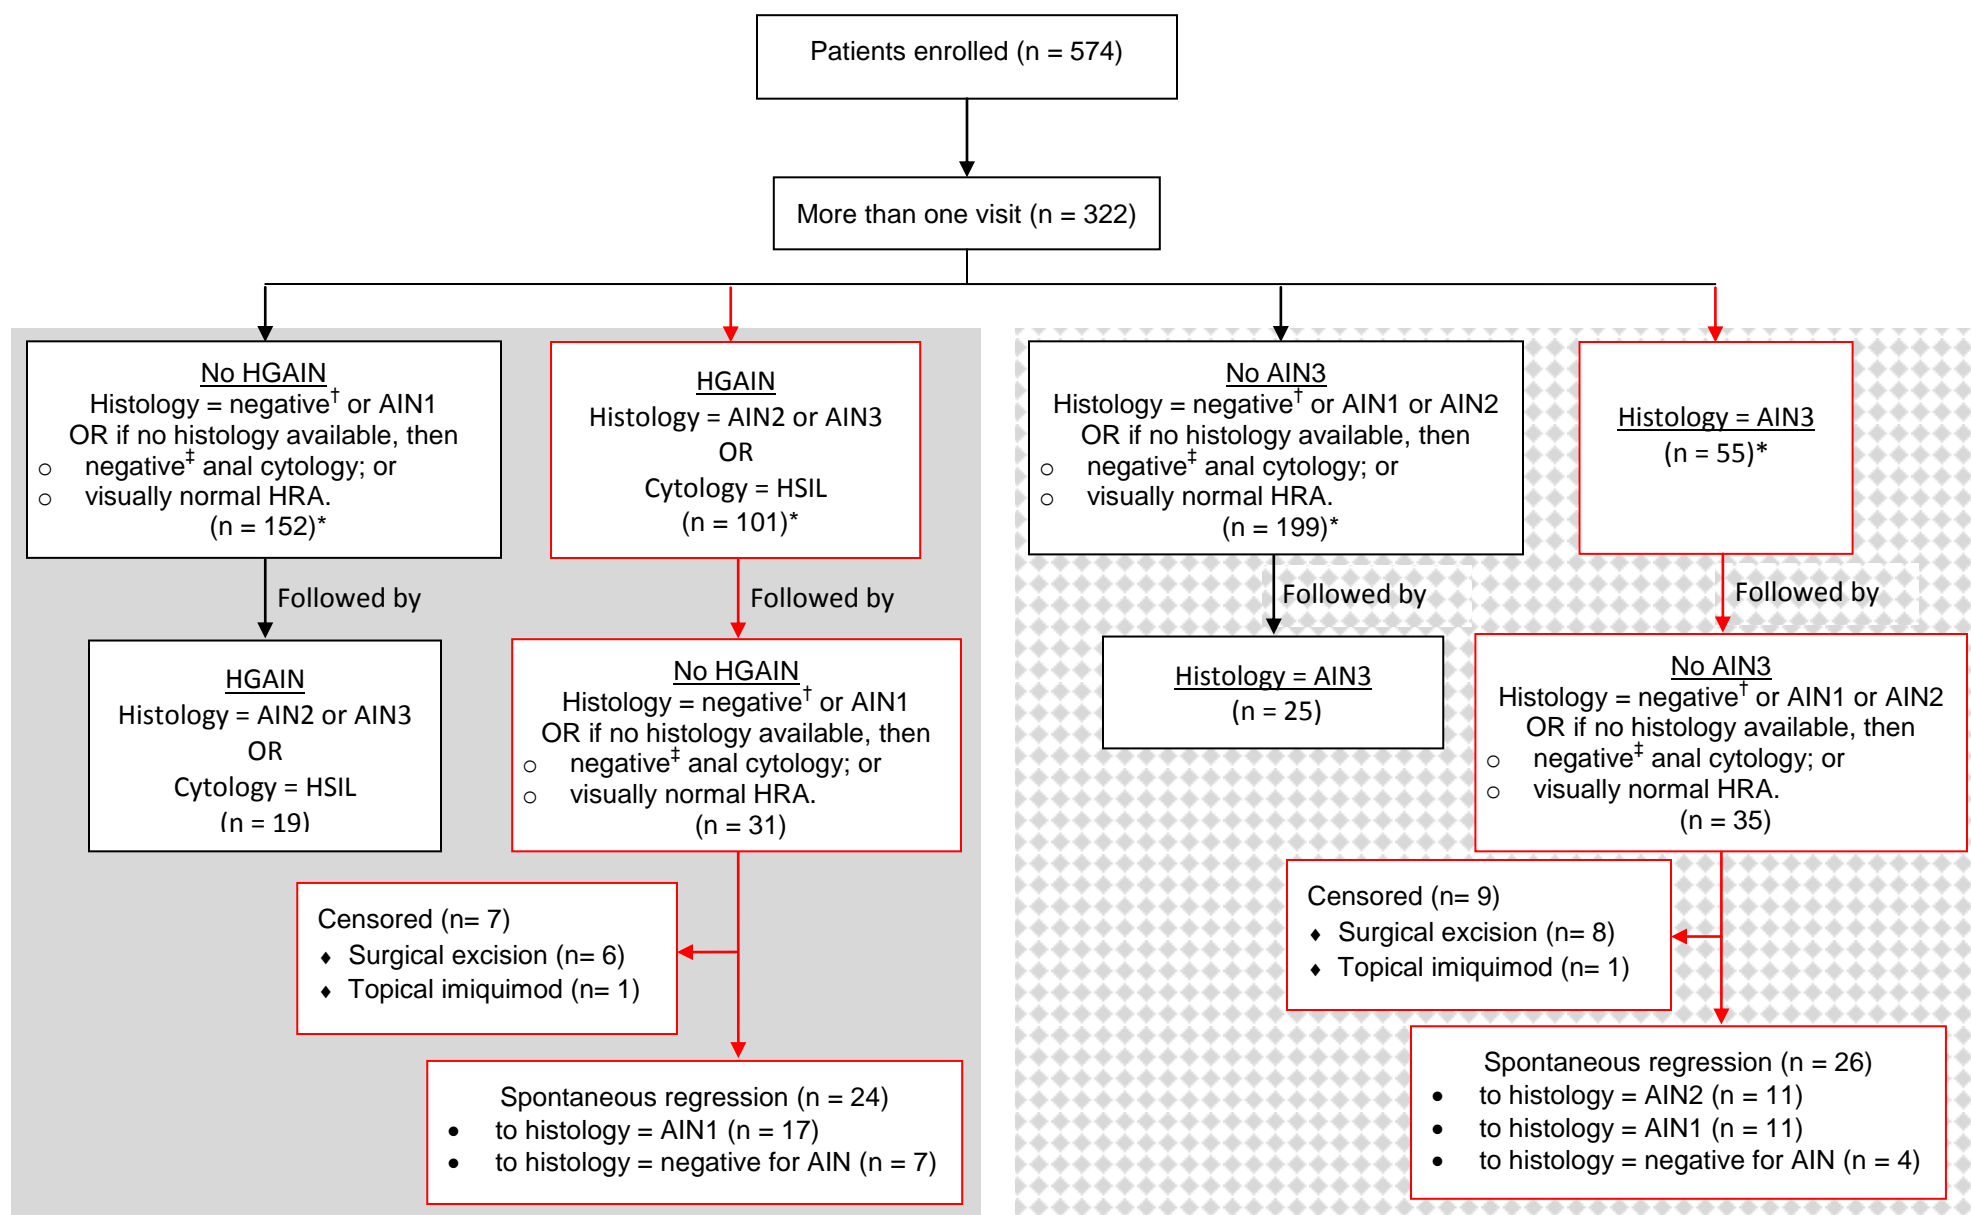 Patients enrolled (n = 574)
More than one visit (n = 322)
No HGAIN
Histology = negative† or AIN1
OR if no histology available, then
o negative‡ anal cytology; or
o visually normal HRA.
(n = 152)*
HGAIN
Histology = AIN2 or AIN3
OR
Cytology = HSIL
(n = 101)*
No AIN3
Histology = negative† or AIN1 or AIN2
OR if no histology available, then
o negative‡ anal cytology; or
o visually normal HRA.
(n = 199)*
Histology = AIN3
(n = 55)*
Followed by
Followed by
Followed by
Followed by
HGAIN
Histology = AIN2 or AIN3
OR
Cytology = HSIL
(n = 19)
No HGAIN
Histology = negative† or AIN1
OR if no histology available, then
o negative‡ anal cytology; or
o visually normal HRA.
(n = 31)
Histology = AIN3
(n = 25)
No AIN3
Histology = negative† or AIN1 or AIN2
OR if no histology available, then
o negative‡ anal cytology; or
o visually normal HRA.
(n = 35)
Censored (n= 7)
♦ Surgical excision (n= 6)
♦ Topical imiquimod (n= 1)
Censored (n= 9)
♦ Surgical excision (n= 8)
♦ Topical imiquimod (n= 1)
Spontaneous regression (n = 24)
• to histology = AIN1 (n = 17)
• to histology = negative for AIN (n = 7)
Spontaneous regression (n = 26)
• to histology = AIN2 (n = 11)
• to histology = AIN1 (n = 11)
• to histology = negative for AIN (n = 4)